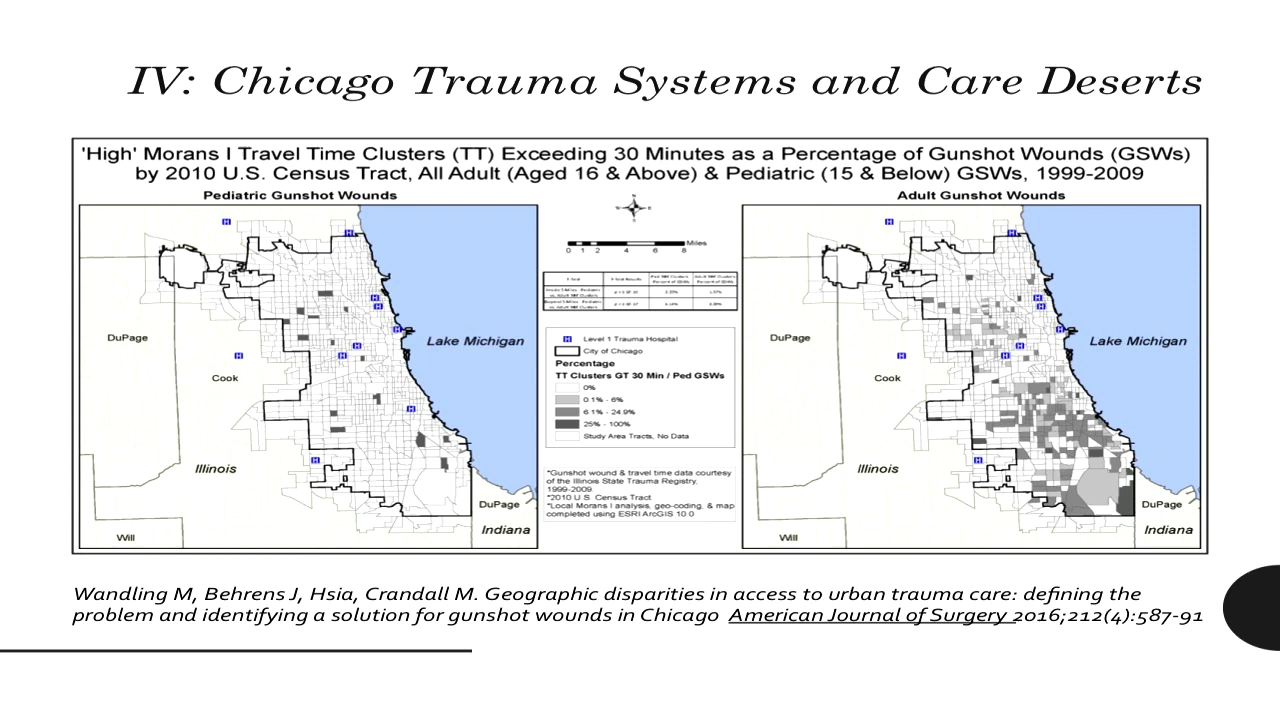 IV: Chicago Trauma Systems and Care Deserts
'High' Morans I Travel Time Clusters (TT) Exceeding 30 Minutes as a Percentage of Gunshot Wounds (GSWs)
by 2010 U.S. Census Tract, All Adult (Aged 16 & Above) & Pediatric (15 & Below) GSWs, 1999-2009
Pediatric Gunshot Wounds
H
H
H
H
H
H
H
H
H
H
DuPage
Cook
Lake Michigan
Illinois
Will
DuPage
Indiana
N
W E
S
Miles
0 1 2 4 6 8
H Level 1 Trauma Hospital
City of Chicago
Percentage
TT Clusters GT 30 Min / Ped GSWs
0%
0.1% - 6%
6.1% - 24.9%
25% - 100%
Study Area Tracts, No Data
*Gunshot wound & travel time data courtesy
of the Illinois State Trauma Registry,
1999-2009
*2010 U.S. Census Tract
*Local Morans I analysis, geo-coding, & map
completed using ESRI ArcGIS 10.0
Adult Gunshot Wounds
H
H
H
H
H
H
H
H
H
H
DuPage
Cook
Lake Michigan
Illinois
Will
DuPage
Indiana
Wandling M, Behrens J, Hsia, Crandall M. Geographic disparities in access to urban trauma care: defining the
problem and identifying a solution for gunshot wounds in Chicago American Journal of Surgery 2016;212(4):587-91